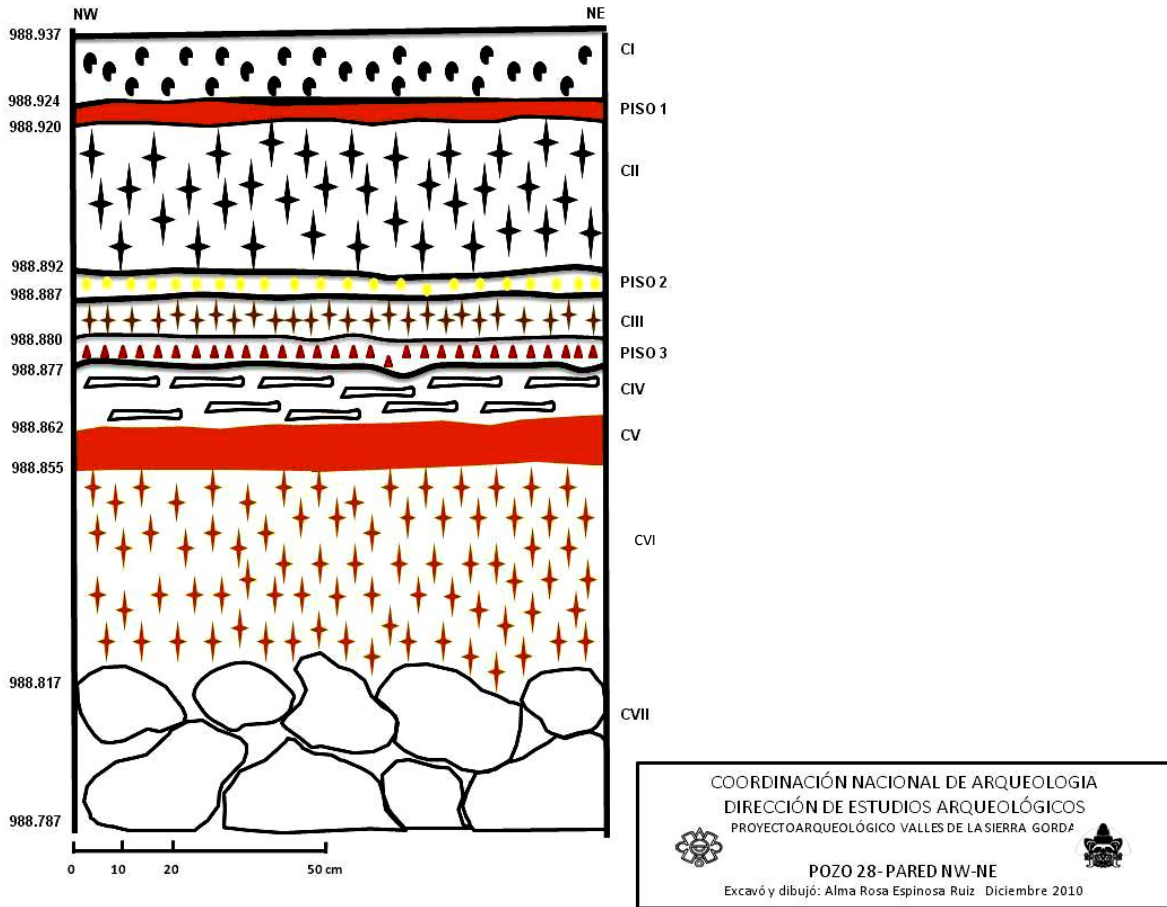 NW NE
988.937
CI
988.924
PISO 1
988.920
CII
988.892
PISO 2
988.887
CIII
988.880
PISO 3
988.877
CIV
988.862
CV
988.855
CVI
988.817
CVII
988.787
0 10 20 50 cm
COORDINACIÓN NACIONAL DE ARQUEOLOGIA
DIRECCIÓN DE ESTUDIOS ARQUEOLÓGICOS
PROYECTOARQUEOLÓGICO VALLES DE LA SIERRA GORDA
POZO 28- PARED NW-NE
Excavó y dibujó: Alma Rosa Espinosa Ruiz Diciembre 2010